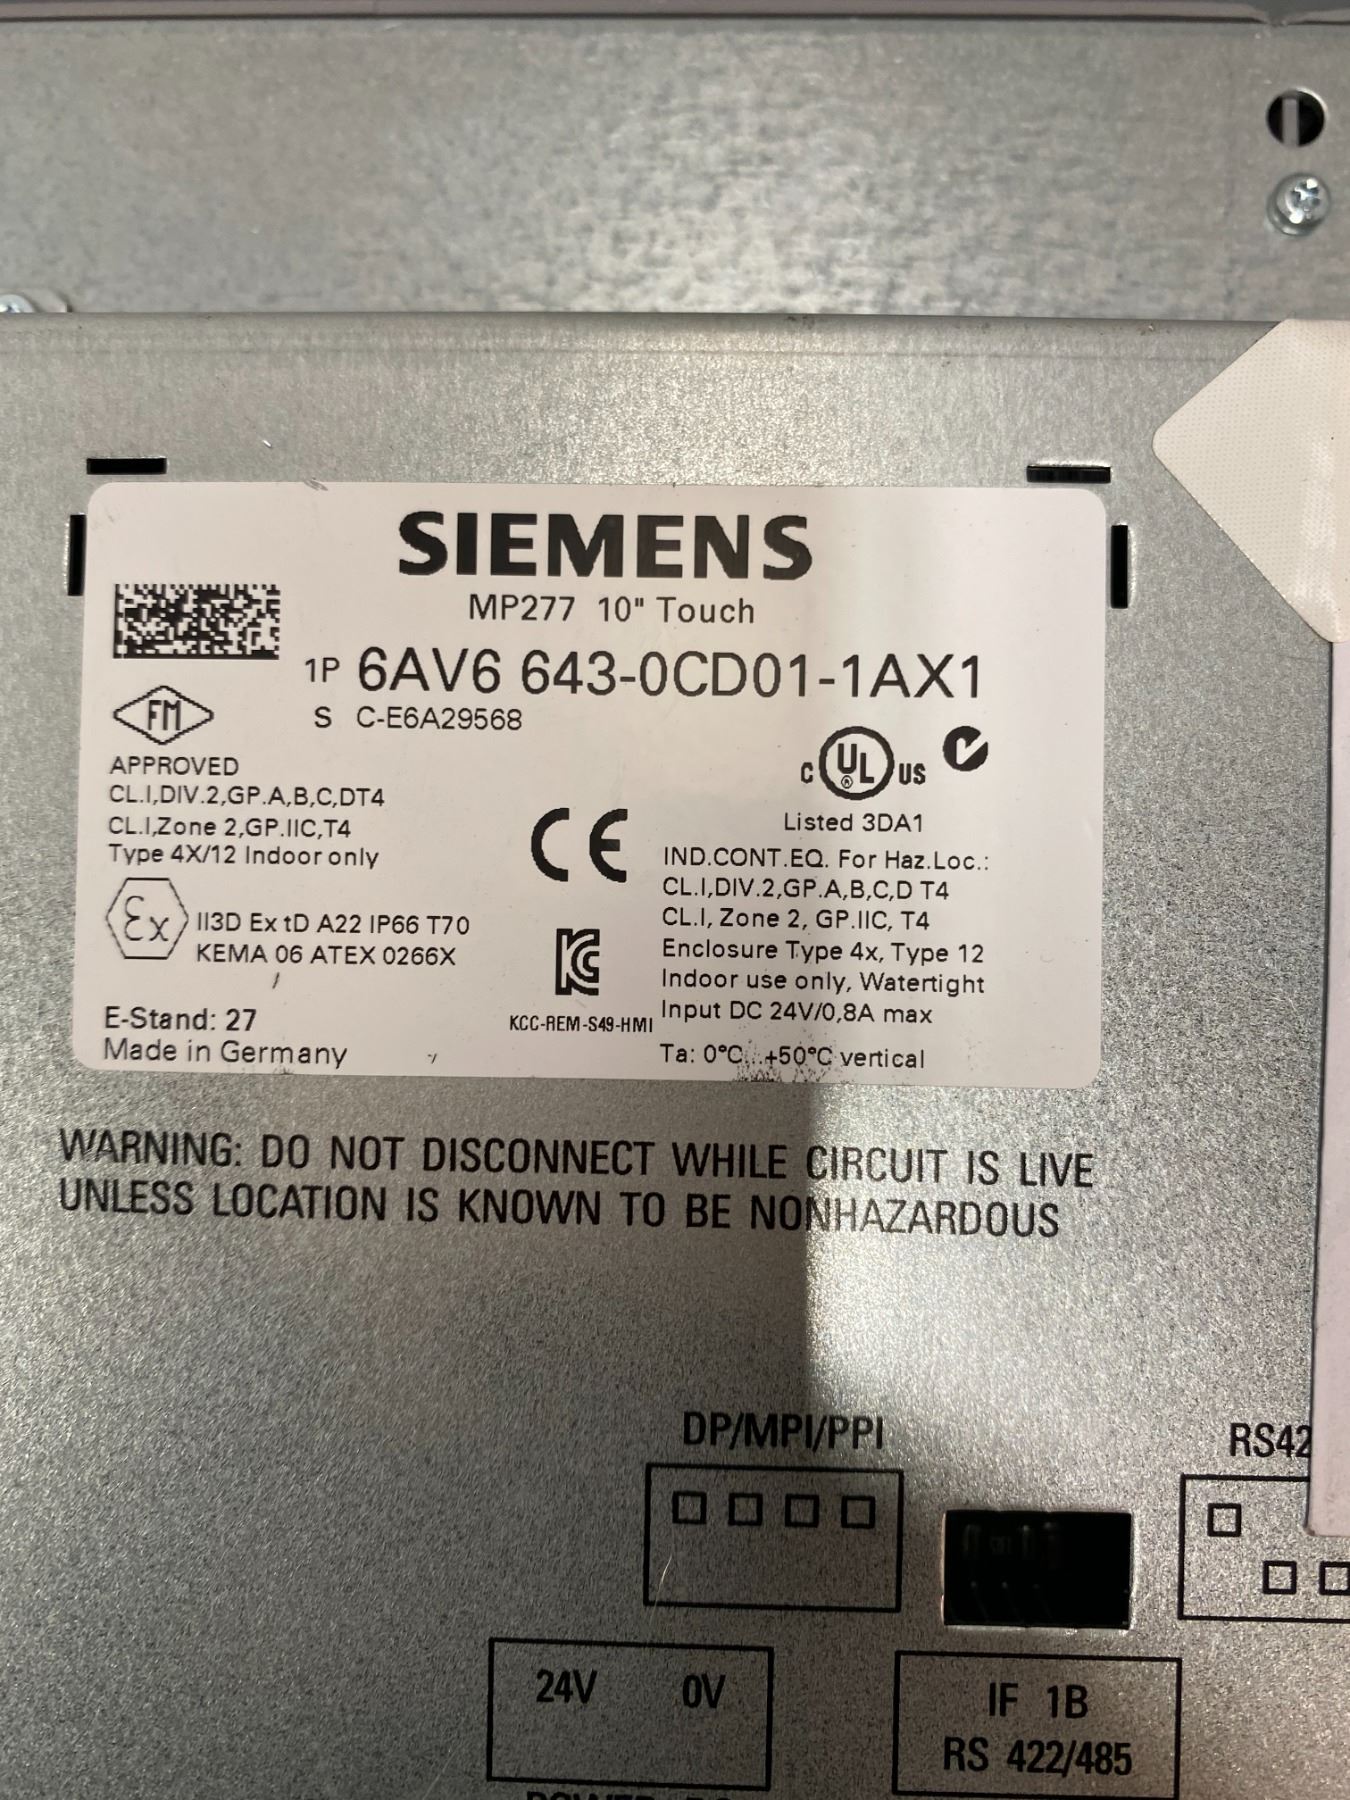 SIEMENS
MP277 10" Touch
1P 6AV6 643-0CD01-1AX1
S C-E6A29568
FM
APPROVED
CL.I,DIV.2,GP.A,B,C,DT4
CL.I,Zone 2,GP.IIC,T4
Type 4X/12 Indoor only
Ex II3D Ex tD A22 IP66 T70
KEMA 06 ATEX 0266X
E-Stand: 27
Made in Germany
CE
KCC-REM-S49-HMI
C UL US
®
Listed 3DA1
IND.CONT.EQ. For Haz.Loc.:
CL.I,DIV.2,GP.A,B,C,D T4
CL.I, Zone 2, GP.IIC, T4
Enclosure Type 4x, Type 12
Indoor use only, Watertight
Input DC 24V/0,8A max
Ta: 0°C...+50°C vertical
WARNING: DO NOT DISCONNECT WHILE CIRCUIT IS LIVE
UNLESS LOCATION IS KNOWN TO BE NONHAZARDOUS
DP/MPI/PPI
RS42
24V 0V
IF 1B
RS 422/485